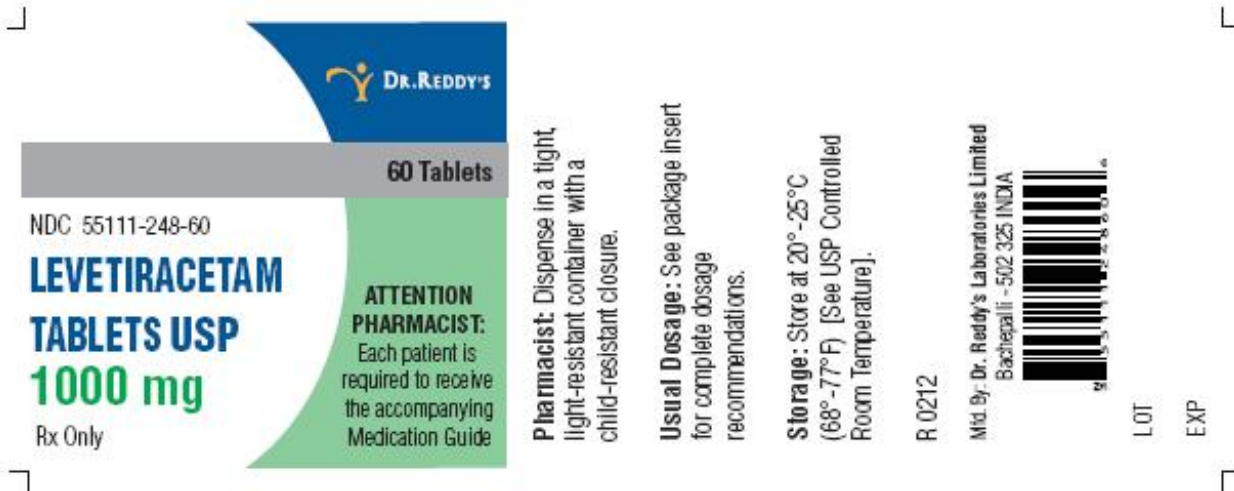 DR.REDDY'S
60 Tablets
NDC 55111-248-60
LEVETIRACETAM
TABLETS USP
1000 mg
Rx Only
ATTENTION
PHARMACIST:
Each patient is
required to receive
the accompanying
Medication Guide
Pharmacist: Dispense in a tight,
light-resistant container with a
child-resistant closure.
Usual Dosage: See package insert
for complete dosage
recommendations.
Storage: Store at 20°-25°C
(68°-77°F) [See USP Controlled
Room Temperature].
R 0212
Mfd. By: Dr. Reddy's Laboratories Limited
Bachepalli - 502 325 INDIA
LOT
EXP